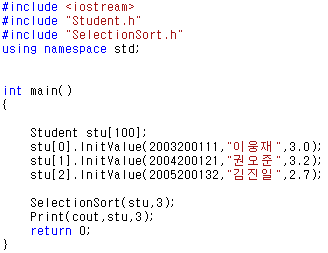 #include <iostream>
#include "Student.h"
#include "SelectionSort.h"
using namespace std;
int main()
{
Student stu[100];
stu[0].InitValue(2003200111,"이웅재",3.0);
stu[1].InitValue(2004200121,"권오준",3.2);
stu[2].InitValue(2005200132,"김진일",2.7);
SelectionSort(stu,3);
Print(cout,stu,3);
return 0;
}